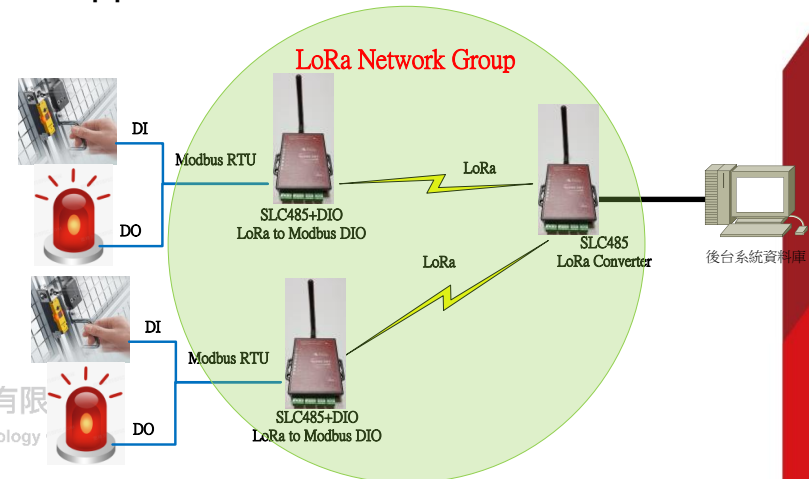 LoRa Network Group
DI
Modbus RTU
DO
SLC485+DIO
LoRa to Modbus DIO
LoRa
SLC485
LoRa Converter
後台系統資料庫
LoRa
DI
Modbus RTU
DO
SLC485+DIO
LoRa to Modbus DIO
有限
ology